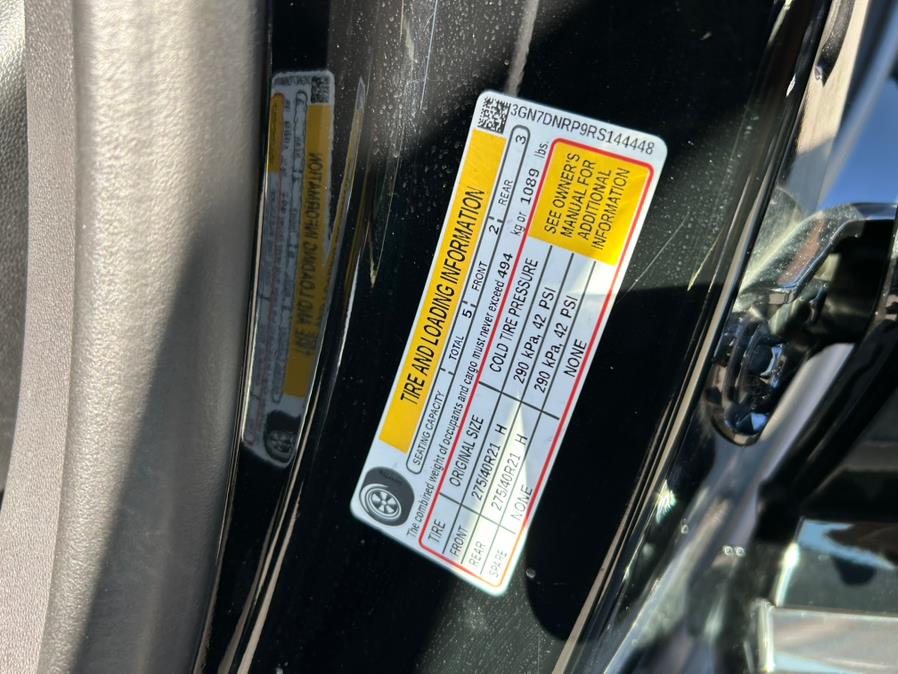 3GN7DNRP9RS144448
TIRE AND LOADING INFORMATION
SEATING CAPACITY TOTAL 5 FRONT 2 REAR 3
The combined weight of occupants and cargo must never exceed 494 kg or 1089 lbs.
TIRE ORIGINAL SIZE COLD TIRE PRESSURE
FRONT 275/40R21 H 290 kPa, 42 PSI
REAR 275/40R21 H 290 kPa, 42 PSI
SPARE NONE NONE
SEE OWNER'S
MANUAL FOR
ADDITIONAL
INFORMATION